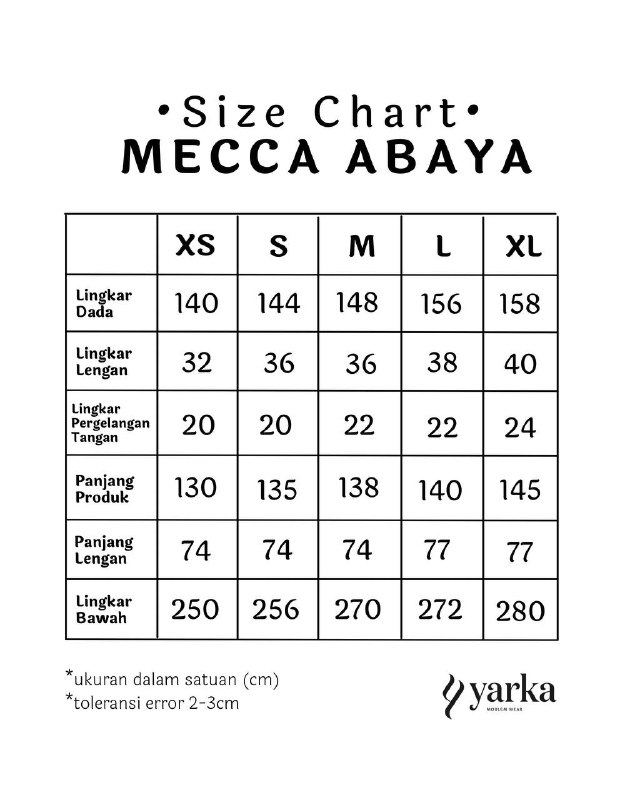 •Size Chart•
MECCA ABAYA
XS S M L XL
Lingkar
Dada
140 144 148 156 158
Lingkar
Lengan
32 36 36 38 40
Lingkar
Pergelangan
Tangan
20 20 22 22 24
Panjang
Produk
130 135 138 140 145
Panjang
Lengan
74 74 74 77 77
Lingkar
Bawah
250 256 270 272 280
*ukuran dalam satuan (cm)
*toleransi error 2-3cm
yarka
MOSLEM WEAR